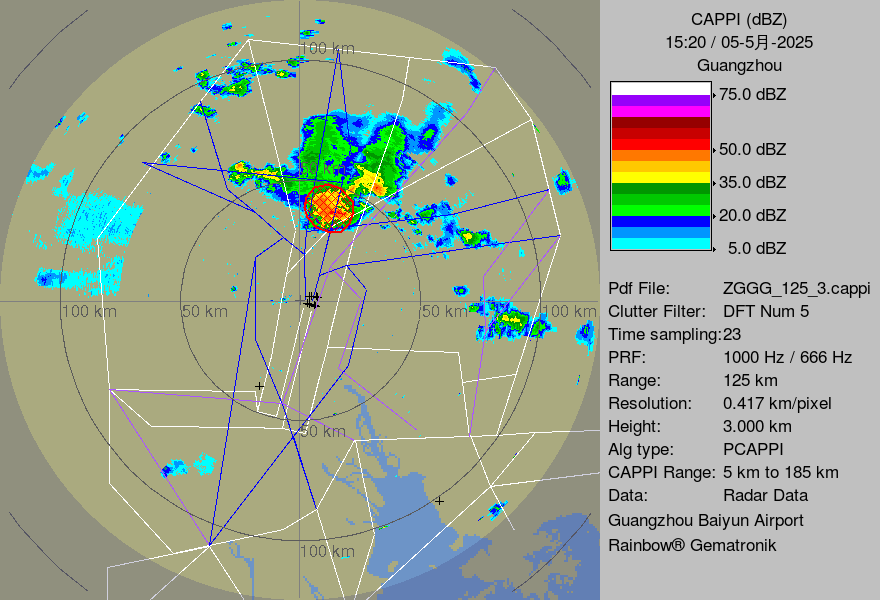 CAPPI (dBZ)
15:20 / 05-5月-2025
Guangzhou
75.0 dBZ
50.0 dBZ
35.0 dBZ
20.0 dBZ
5.0 dBZ
Pdf File: ZGGG_125_3.cappi
Clutter Filter: DFT Num 5
Time sampling:23
PRF: 1000 Hz / 666 Hz
Range: 125 km
Resolution: 0.417 km/pixel
Height: 3.000 km
Alg type: PCAPPI
CAPPI Range: 5 km to 185 km
Data: Radar Data
Guangzhou Baiyun Airport
Rainbow® Gematronik
100 km
100 km
50 km
50 km
100 km
50 km
100 km